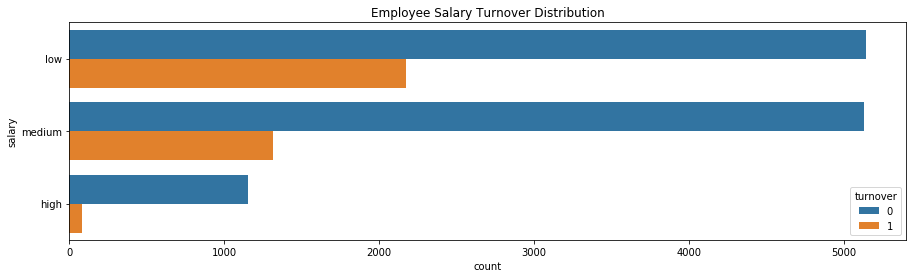 Employee Salary Turnover Distribution
salary
low
medium
high
turnover
0
1
0
1000
2000
3000
4000
5000
count